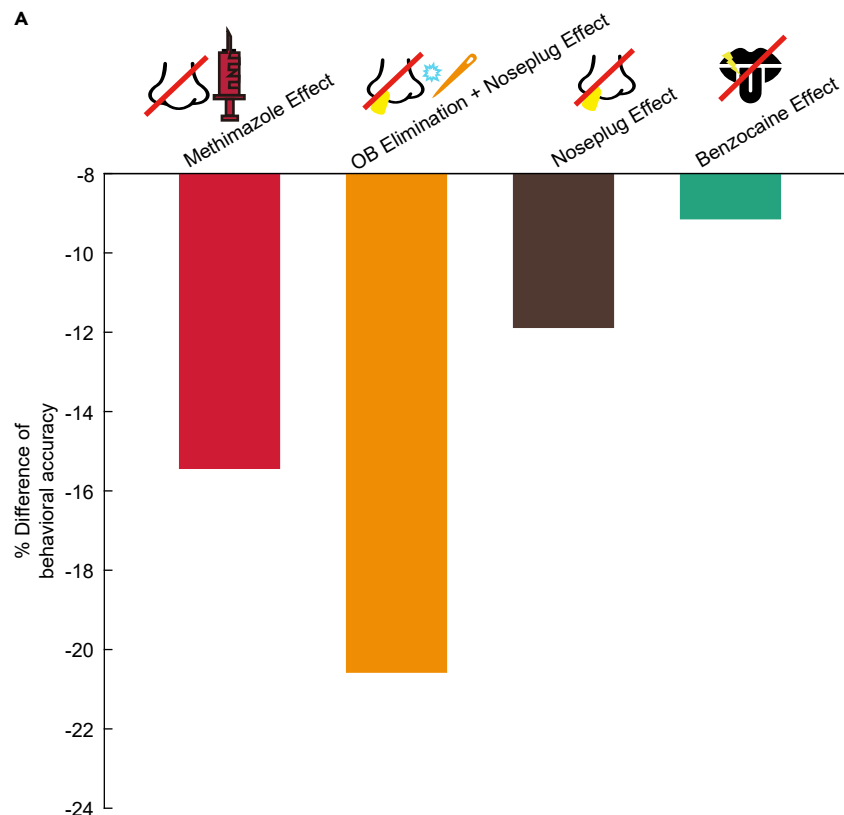 A
Methimazole Effect
OB Elimination + Noseplug Effect
Noseplug Effect
Benzocaine Effect
-8
-10
-12
-14
-16
-18
-20
-22
-24
% Difference of
behavioral accuracy